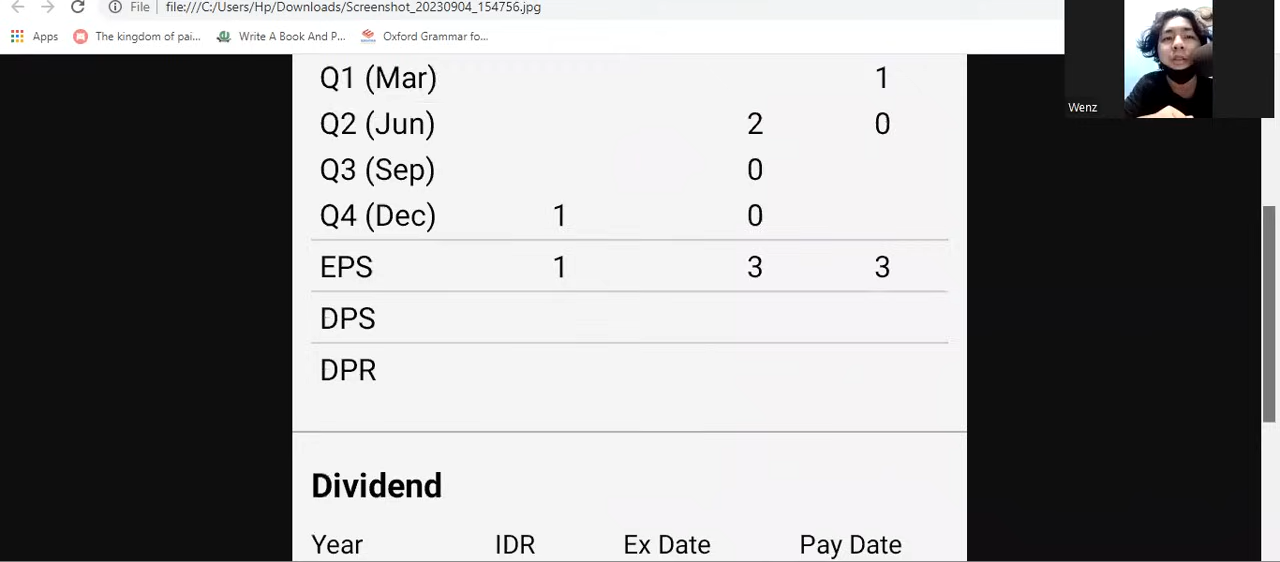 File file:///C:/Users/Hp/Downloads/Screenshot_20230904_154756.jpg
Apps The kingdom of pai... Write A Book And P... Oxford Grammar fo...
Wenz
Q1 (Mar) 1
Q2 (Jun) 2 0
Q3 (Sep) 0
Q4 (Dec) 1 0
EPS 1 3 3
DPS
DPR
Dividend
Year IDR Ex Date Pay Date